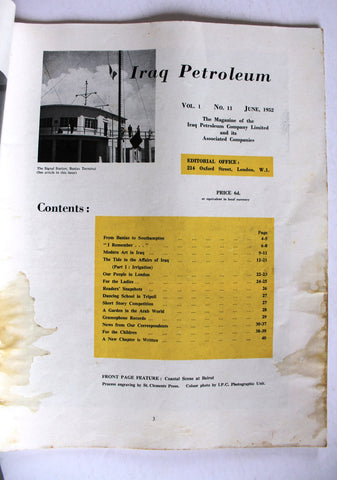 Iraq Petroleum
VOL. 1 No. 11 JUNE, 1952
The Magazine of the
Iraq Petroleum Company Limited
and its
Associated Companies
EDITORIAL OFFICE :
214 Oxford Street, London, W.1.
PRICE 6d.
or equivalent in local currency
The Signal Station, Banias Terminal
(See article in this issue)
Contents :
Page
From Banias to Southampton ... 4-5
"I Remember . . ." ... 6-8
Modern Art in Iraq ... 9-11
The Tide in the Affairs of Iraq ... 12-21
(Part 1 : Irrigation)
Our People in London ... 22-23
For the Ladies ... 24-25
Readers' Snapshots ... 26
Dancing School in Tripoli ... 27
Short Story Competition ... 27
A Garden in the Arab World ... 28
Gramophone Records ... 29
News from Our Correspondents ... 30-37
For the Children ... 38-39
A New Chapter is Written ... 40
FRONT PAGE FEATURE : Coastal Scene at Beirut
Process engraving by St. Clements Press. Colour photo by I.P.C. Photographic Unit.
3